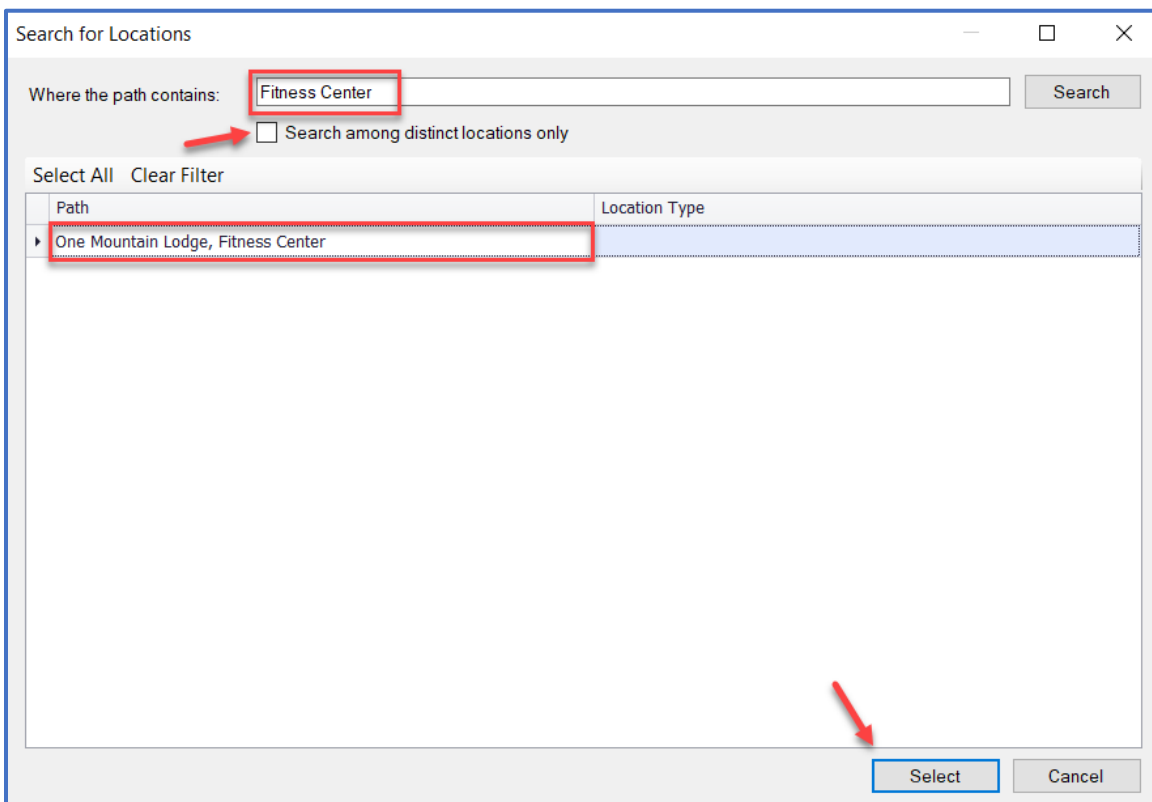 Search for Locations
Where the path contains: Fitness Center Search
Search among distinct locations only
Select All Clear Filter
Path Location Type
One Mountain Lodge, Fitness Center
Select Cancel